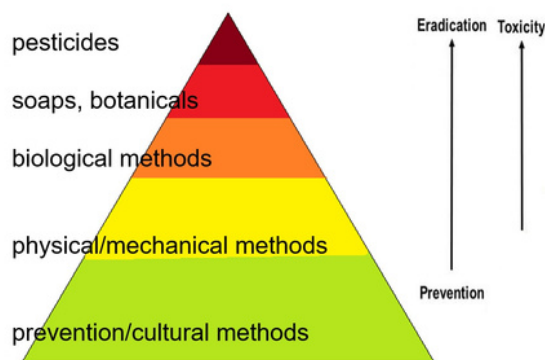 pesticides
soaps, botanicals
biological methods
physical/mechanical methods
prevention/cultural methods
Eradication
Toxicity
Prevention